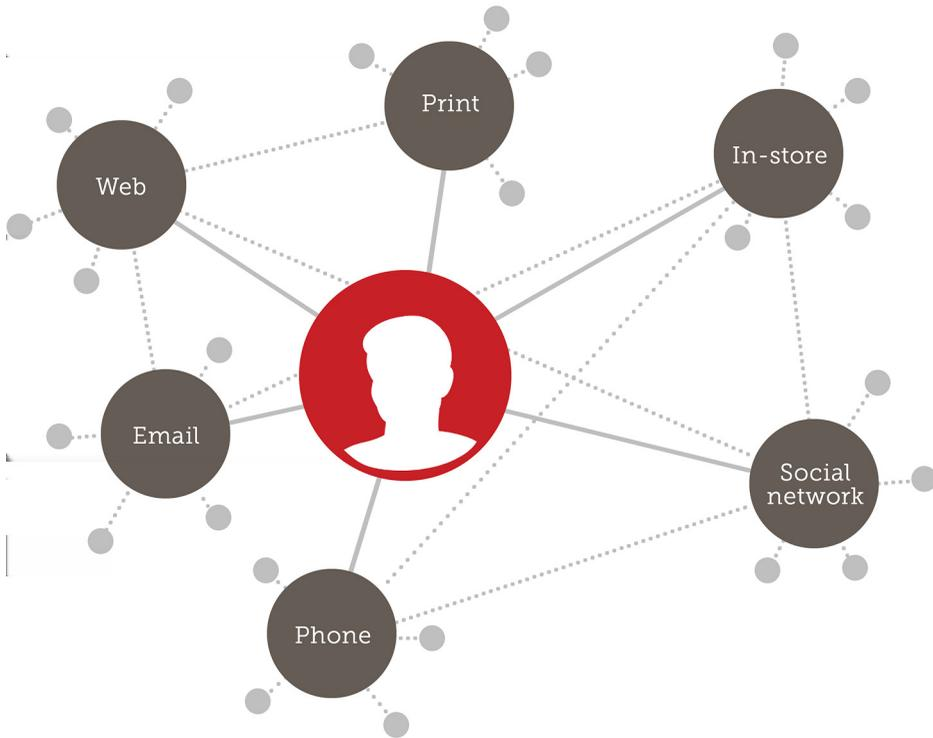 Print
In-store
Web
Email
Social
network
Phone